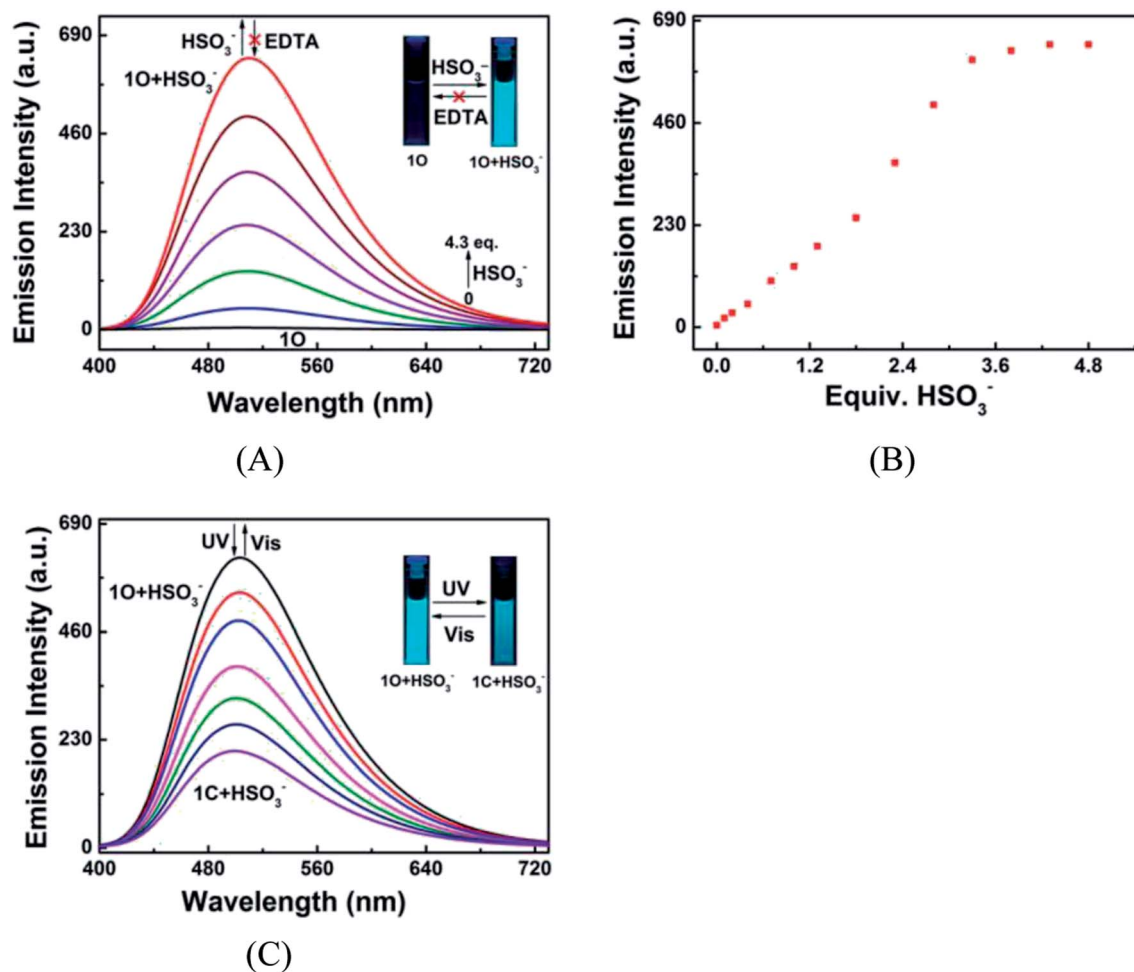 690
460
230
0
Emission Intensity (a.u.)
HSO₃⁻
EDTA
1O+HSO₃⁻
HSO₃⁻
EDTA
1O
1O+HSO₃⁻
4.3 eq.
HSO₃⁻
0
1O
400 480 560 640 720
Wavelength (nm)
(A)
690
460
230
0
Emission Intensity (a.u.)
0.0 1.2 2.4 3.6 4.8
Equiv. HSO₃⁻
(B)
690
460
230
0
Emission Intensity (a.u.)
UV Vis
1O+HSO₃⁻
UV
Vis
1O+HSO₃⁻ 1C+HSO₃⁻
1C+HSO₃⁻
400 480 560 640 720
Wavelength (nm)
(C)